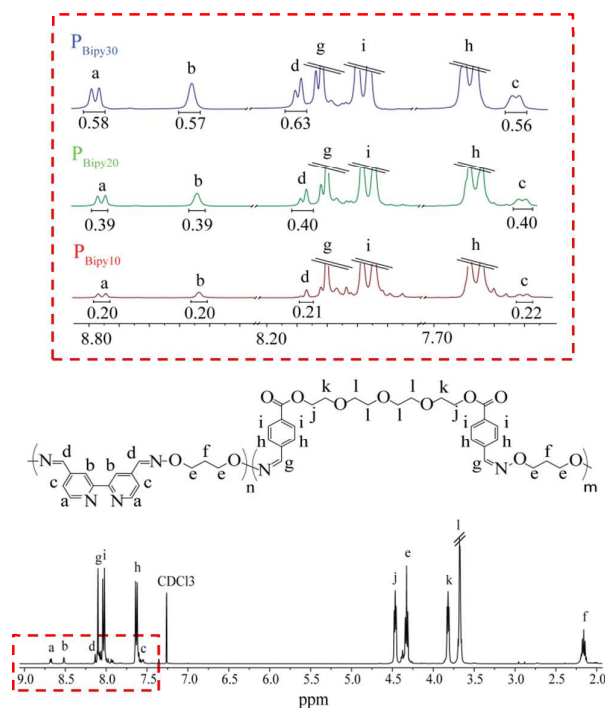 P Bipy30
a b d g i h c
0.58 0.57 0.63 0.56
P Bipy20
a b d g i h c
0.39 0.39 0.40 0.40
P Bipy10
a b d g i h c
0.20 0.20 0.21 0.22
8.80 8.20 7.70
O O O k l l k O O
O j O l l O j O
i i i i
h h h h
d d f f
N b b N O O N g g N O O
c c e e n e e m
a N N a
g i h CDCl3 j e k l f
a b d c
9.0 8.5 8.0 7.5 7.0 6.5 6.0 5.5 5.0 4.5 4.0 3.5 3.0 2.5 2.0
ppm